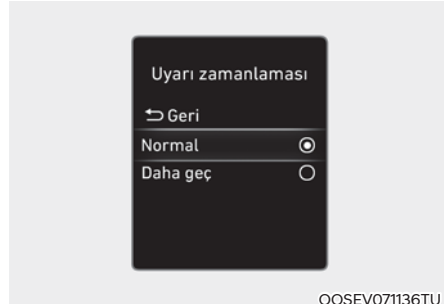 Uyarı zamanlaması
⮌ Geri
Normal
Daha geç
OOSEV071136TU